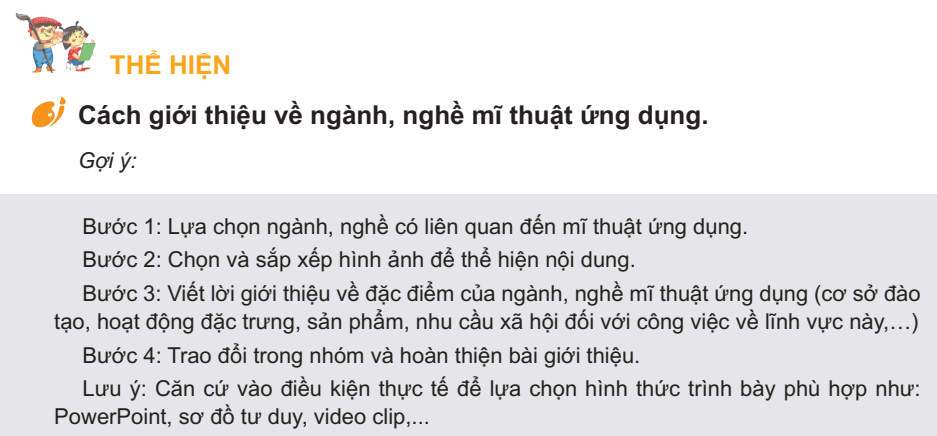 THỂ HIỆN
Cách giới thiệu về ngành, nghề mĩ thuật ứng dụng.
Gợi ý:
Bước 1: Lựa chọn ngành, nghề có liên quan đến mĩ thuật ứng dụng.
Bước 2: Chọn và sắp xếp hình ảnh để thể hiện nội dung.
Bước 3: Viết lời giới thiệu về đặc điểm của ngành, nghề mĩ thuật ứng dụng (cơ sở đào
tạo, hoạt động đặc trưng, sản phẩm, nhu cầu xã hội đối với công việc về lĩnh vực này,…)
Bước 4: Trao đổi trong nhóm và hoàn thiện bài giới thiệu.
Lưu ý: Căn cứ vào điều kiện thực tế để lựa chọn hình thức trình bày phù hợp như:
PowerPoint, sơ đồ tư duy, video clip,...